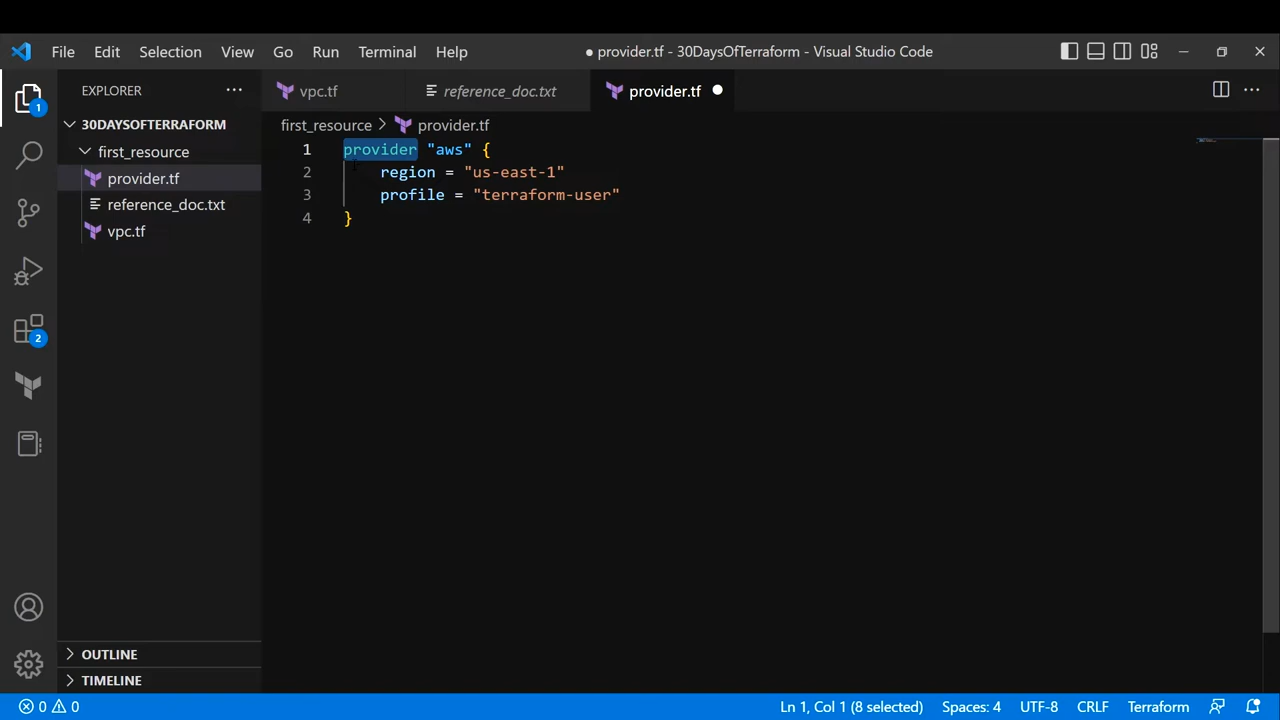 File Edit Selection View Go Run Terminal Help
● provider.tf - 30DaysOfTerraform - Visual Studio Code
EXPLORER
vpc.tf
reference_doc.txt
provider.tf
1
30DAYSOFTERRAFORM
first_resource
provider.tf
reference_doc.txt
vpc.tf
2
first_resource > provider.tf
1 provider "aws" {
2 region = "us-east-1"
3 profile = "terraform-user"
4 }
OUTLINE
TIMELINE
0 0
Ln 1, Col 1 (8 selected) Spaces: 4 UTF-8 CRLF Terraform